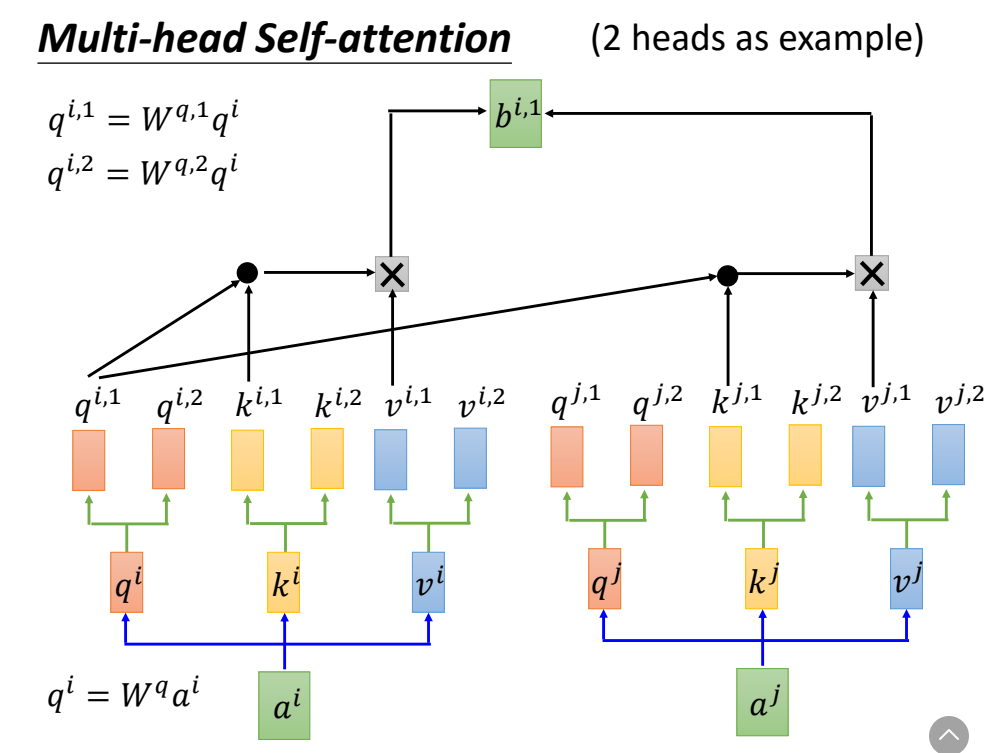 Multi-head Self-attention (2 heads as example)
q^{i,1} = W^{q,1}q^{i}
q^{i,2} = W^{q,2}q^{i}
b^{i,1}
q^{i,1} q^{i,2} k^{i,1} k^{i,2} v^{i,1} v^{i,2} q^{j,1} q^{j,2} k^{j,1} k^{j,2} v^{j,1} v^{j,2}
q^{i} k^{i} v^{i} q^{j} k^{j} v^{j}
q^{i} = W^{q}a^{i} a^{i} a^{j}